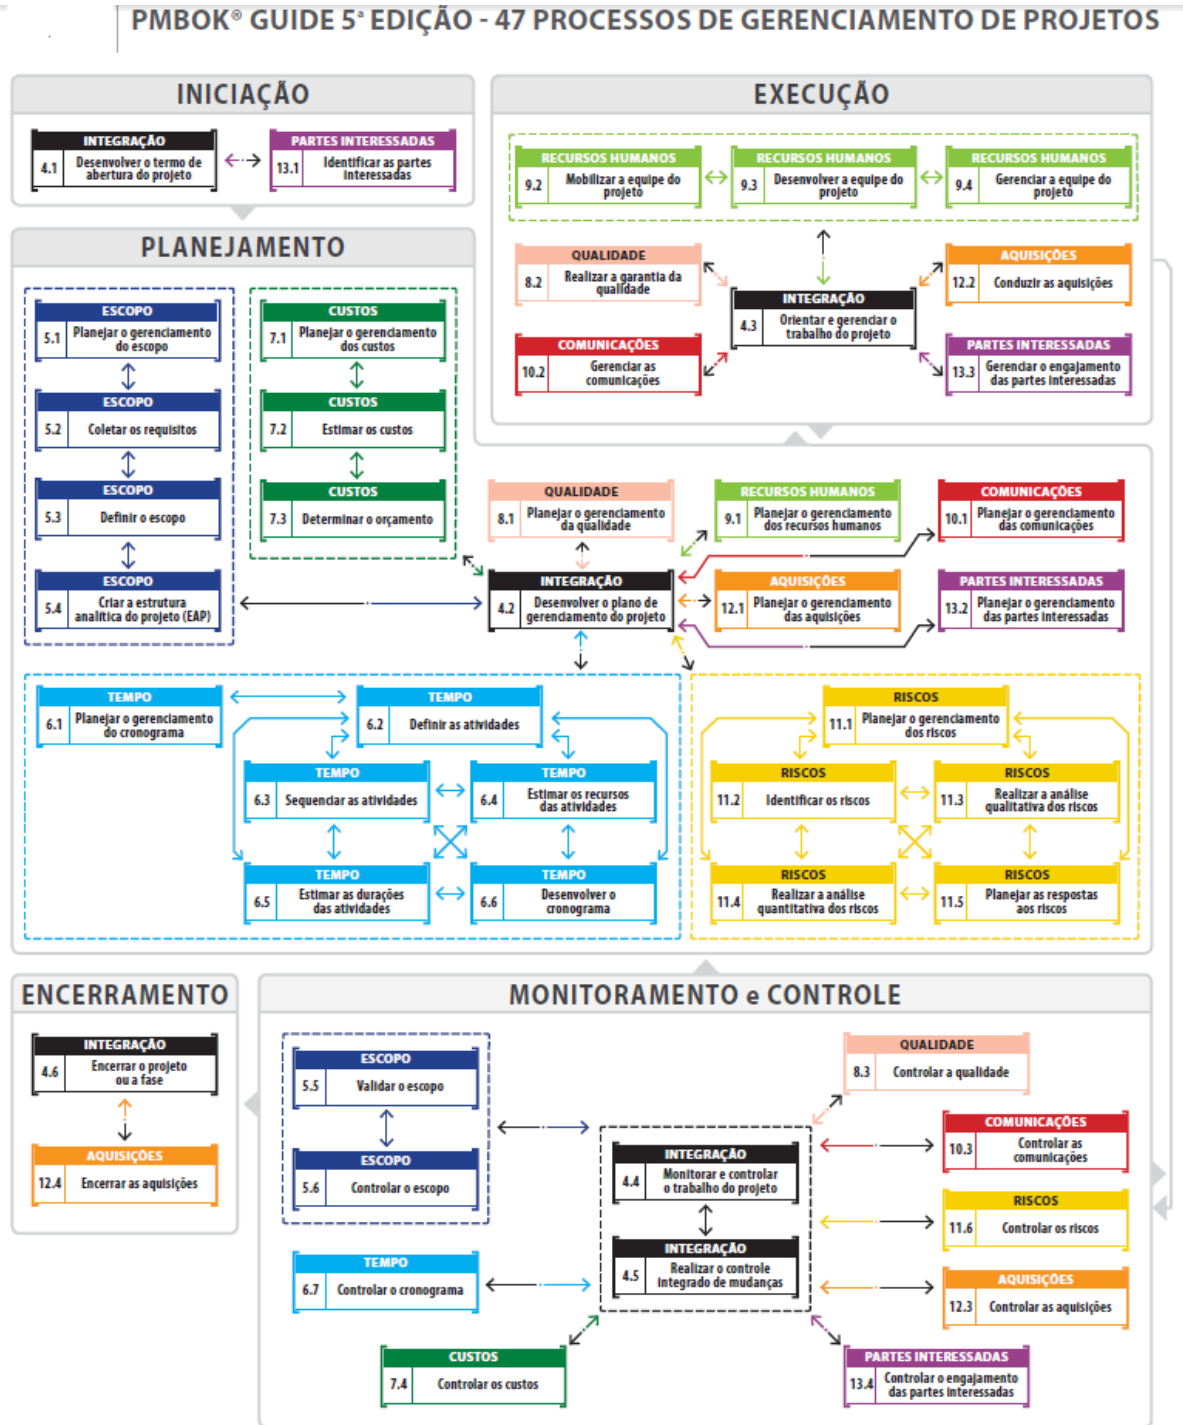 PMBOK® GUIDE 5ª EDIÇÃO - 47 PROCESSOS DE GERENCIAMENTO DE PROJETOS
INICIAÇÃO
INTEGRAÇÃO
4.1
Desenvolver o termo de
abertura do projeto
PARTES INTERESSADAS
13.1
Identificar as partes
interessadas
EXECUÇÃO
RECURSOS HUMANOS
9.2
Mobilizar a equipe do
projeto
RECURSOS HUMANOS
9.3
Desenvolver a equipe do
projeto
RECURSOS HUMANOS
9.4
Gerenciar a equipe do
projeto
QUALIDADE
8.2
Realizar a garantia da
qualidade
AQUISIÇÕES
12.2
Conduzir as aquisições
INTEGRAÇÃO
4.3
Orientar e gerenciar o
trabalho do projeto
COMUNICAÇÕES
10.2
Gerenciar as
comunicações
PARTES INTERESSADAS
13.3
Gerenciar o engajamento
das partes interessadas
PLANEJAMENTO
ESCOPO
5.1
Planejar o gerenciamento
do escopo
ESCOPO
5.2
Coletar os requisitos
ESCOPO
5.3
Definir o escopo
ESCOPO
5.4
Criar a estrutura
analítica do projeto (EAP)
CUSTOS
7.1
Planejar o gerenciamento
dos custos
CUSTOS
7.2
Estimar os custos
CUSTOS
7.3
Determinar o orçamento
QUALIDADE
8.1
Planejar o gerenciamento
da qualidade
RECURSOS HUMANOS
9.1
Planejar o gerenciamento
dos recursos humanos
COMUNICAÇÕES
10.1
Planejar o gerenciamento
das comunicações
INTEGRAÇÃO
4.2
Desenvolver o plano de
gerenciamento do projeto
AQUISIÇÕES
12.1
Planejar o gerenciamento
das aquisições
PARTES INTERESSADAS
13.2
Planejar o gerenciamento
das partes interessadas
TEMPO
6.1
Planejar o gerenciamento
do cronograma
TEMPO
6.2
Definir as atividades
TEMPO
6.3
Sequenciar as atividades
TEMPO
6.4
Estimar os recursos
das atividades
TEMPO
6.5
Estimar as durações
das atividades
TEMPO
6.6
Desenvolver o
cronograma
RISCOS
11.1
Planejar o gerenciamento
dos riscos
RISCOS
11.2
Identificar os riscos
RISCOS
11.3
Realizar a análise
qualitativa dos riscos
RISCOS
11.4
Realizar a análise
quantitativa dos riscos
RISCOS
11.5
Planejar as respostas
aos riscos
ENCERRAMENTO
INTEGRAÇÃO
4.6
Encerrar o projeto
ou a fase
AQUISIÇÕES
12.4
Encerrar as aquisições
MONITORAMENTO e CONTROLE
ESCOPO
5.5
Validar o escopo
ESCOPO
5.6
Controlar o escopo
TEMPO
6.7
Controlar o cronograma
CUSTOS
7.4
Controlar os custos
INTEGRAÇÃO
4.4
Monitorar e controlar
o trabalho do projeto
INTEGRAÇÃO
4.5
Realizar o controle
integrado de mudanças
QUALIDADE
8.3
Controlar a qualidade
COMUNICAÇÕES
10.3
Controlar as
comunicações
RISCOS
11.6
Controlar os riscos
AQUISIÇÕES
12.3
Controlar as aquisições
PARTES INTERESSADAS
13.4
Controlar o engajamento
das partes interessadas